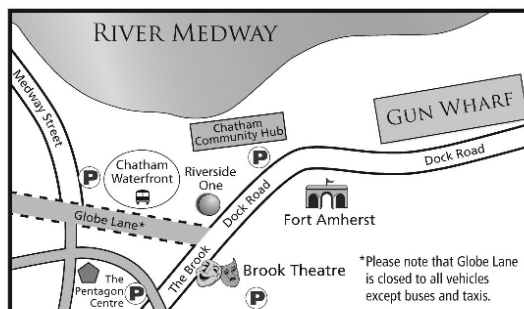 RIVER MEDWAY
Medway Street
GUN WHARF
Chatham
Community Hub
P
Dock Road
Chatham
Waterfront
P
Riverside
One
Dock Road
Fort Amherst
Globe Lane*
The Brook
Brook Theatre
The
Pentagon
Centre
P
P
*Please note that Globe Lane
is closed to all vehicles
except buses and taxis.